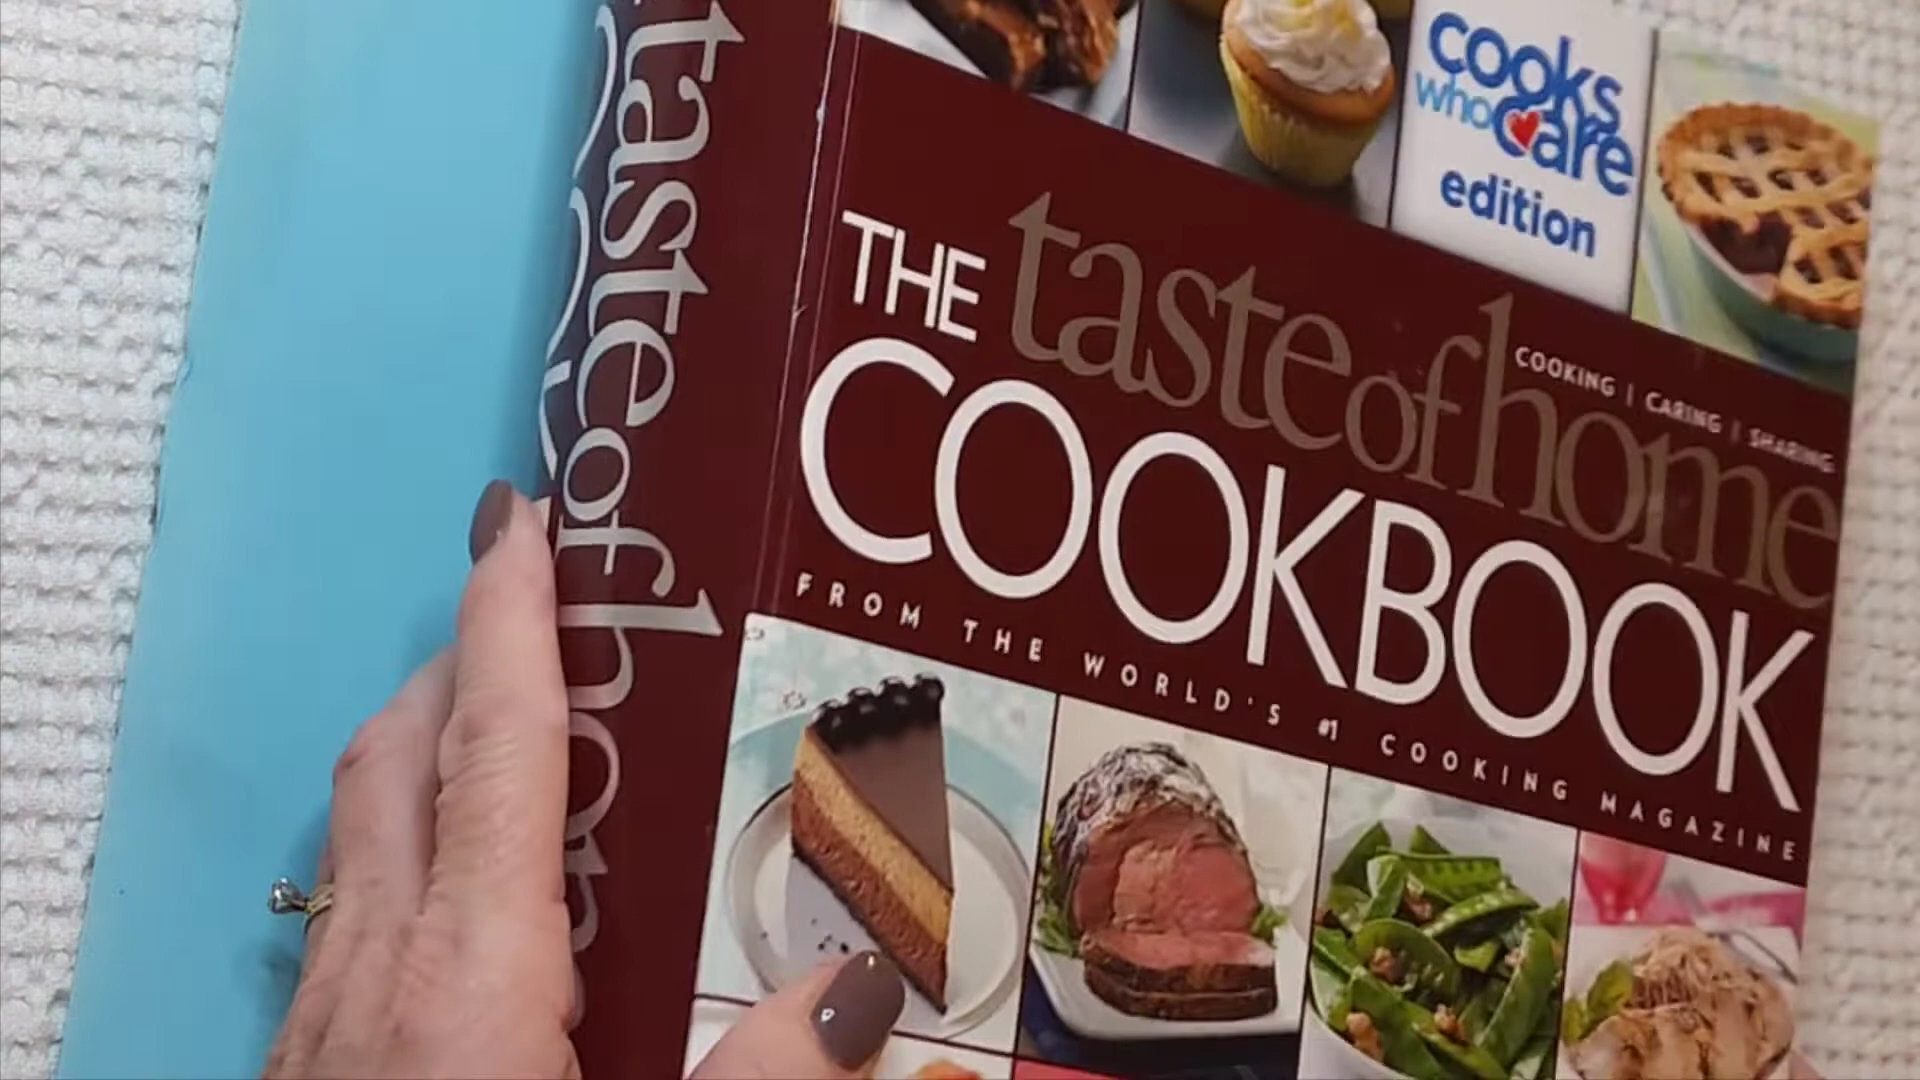 taste of hom
cooks
who care
edition
THE taste of home
COOKING | CARING | SHARING
COOKBOOK
FROM THE WORLD'S #1 COOKING MAGAZINE